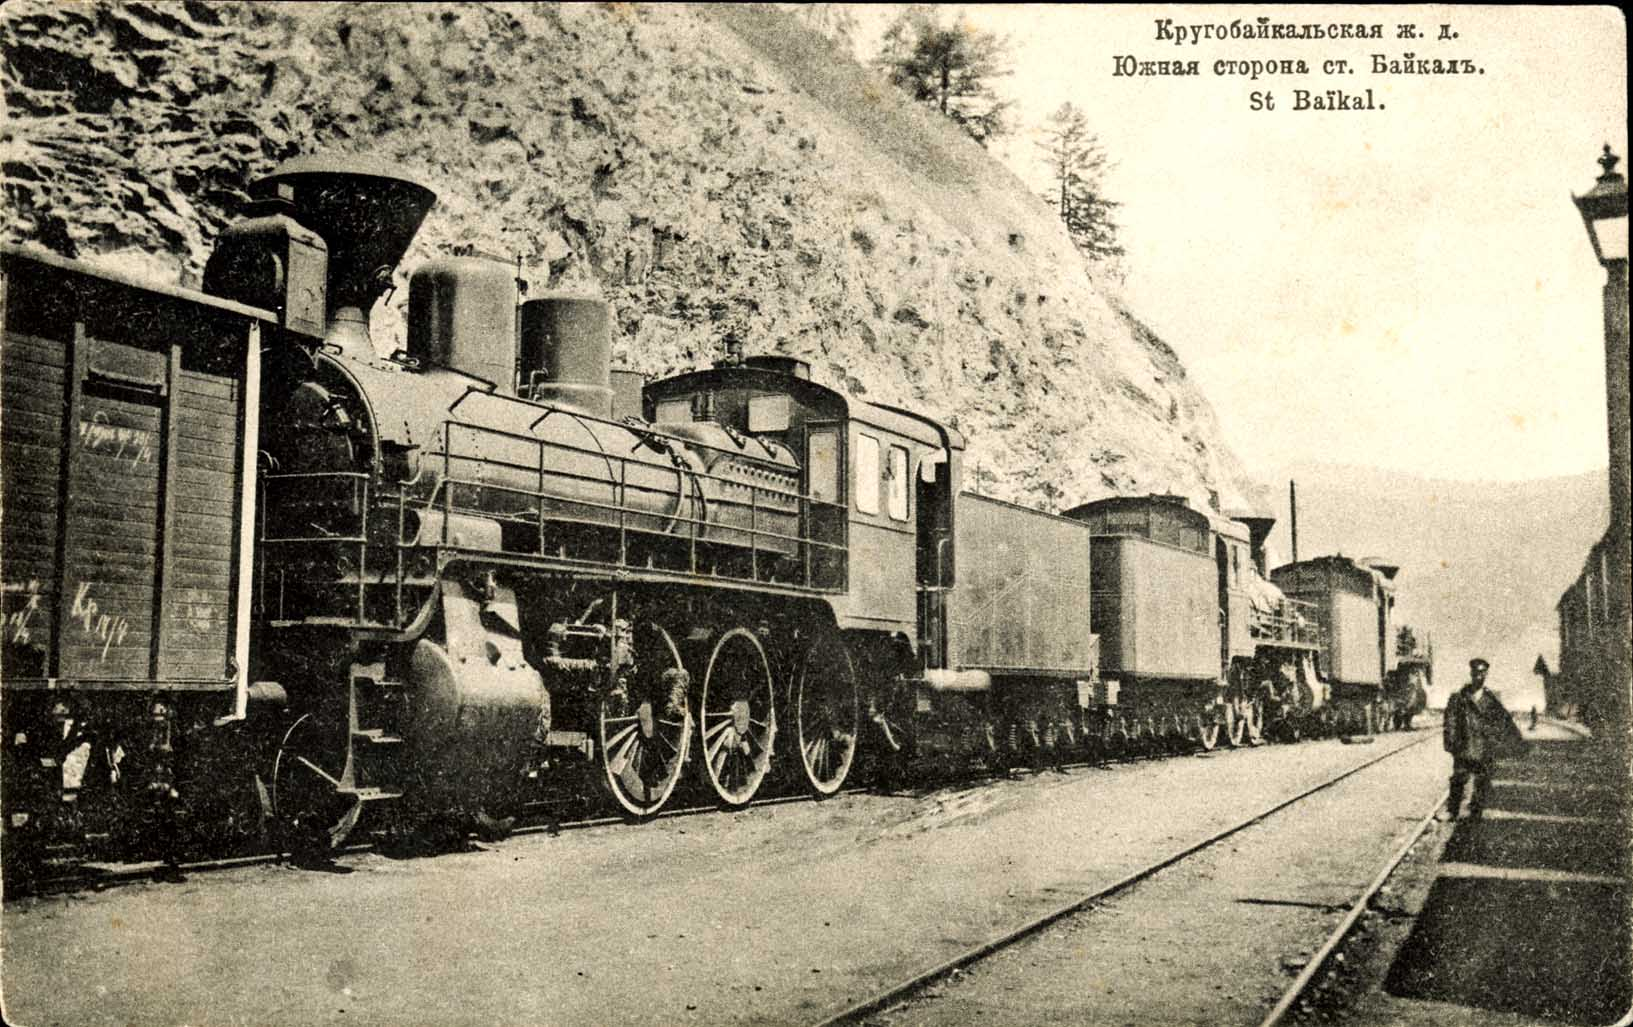 Кругобайкальская ж. д.
Южная сторона ст. Байкалъ.
St Baïkal.